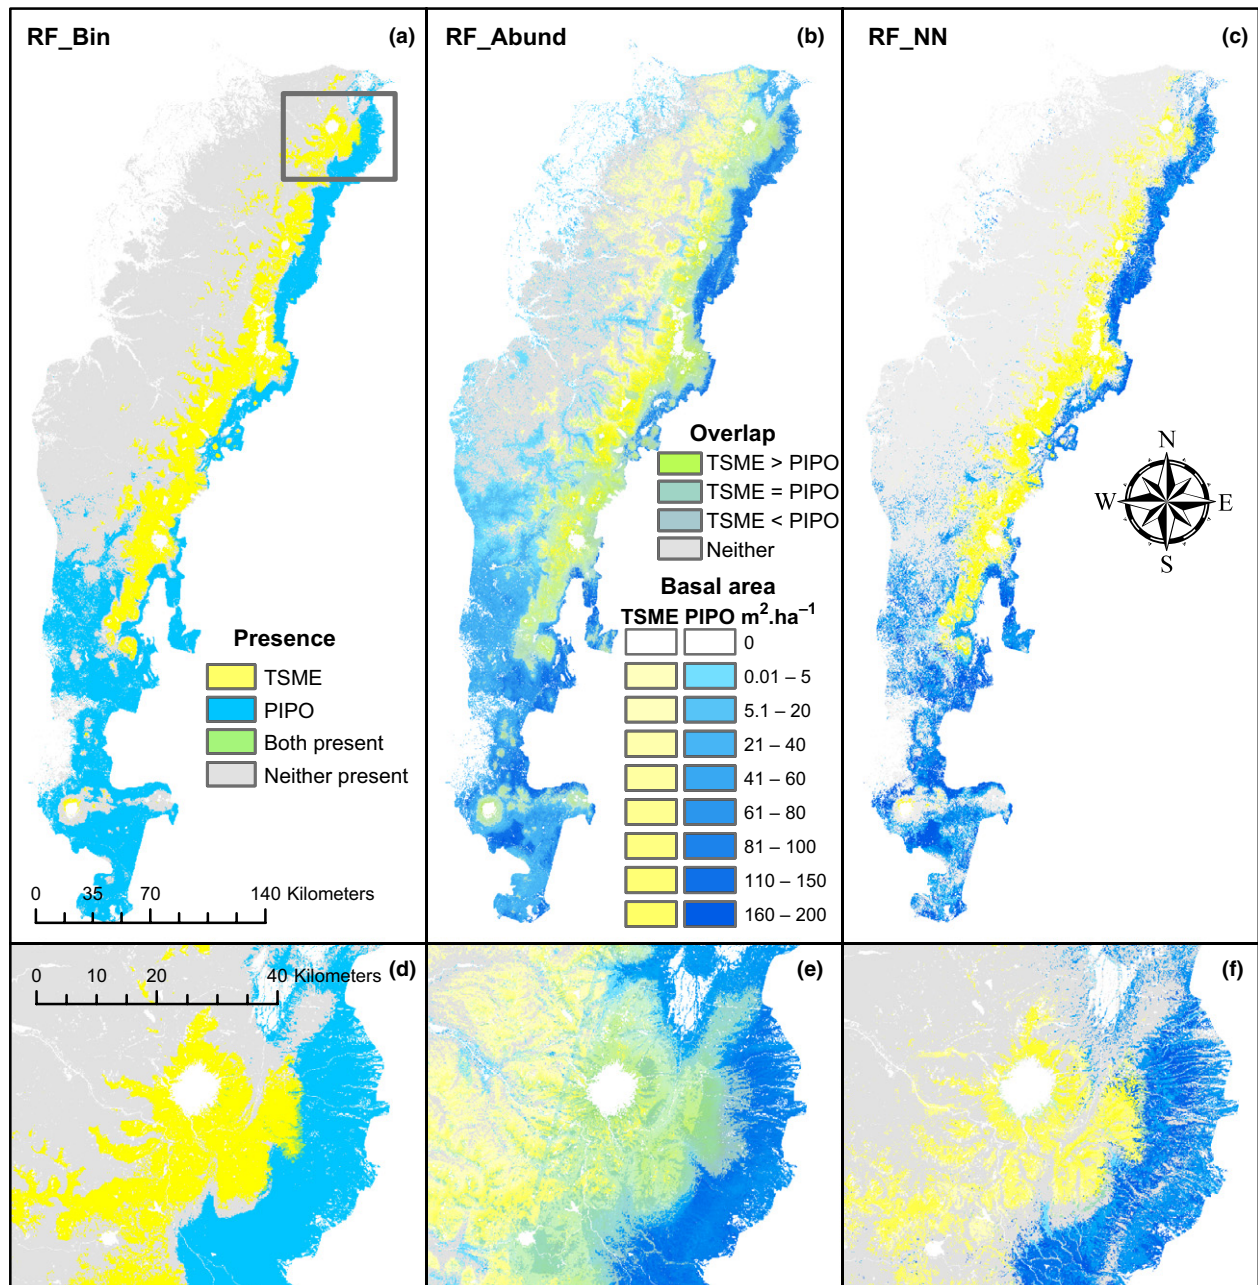 RF_Bin
(a)
RF_Abund
(b)
RF_NN
(c)
Presence
TSME
PIPO
Both present
Neither present
0 35 70 140 Kilometers
Overlap
TSME > PIPO
TSME = PIPO
TSME < PIPO
Neither
Basal area
TSME PIPO m².ha⁻¹
0
0.01 – 5
5.1 – 20
21 – 40
41 – 60
61 – 80
81 – 100
110 – 150
160 – 200
N
W E
S
(d)
0 10 20 40 Kilometers
(e)
(f)